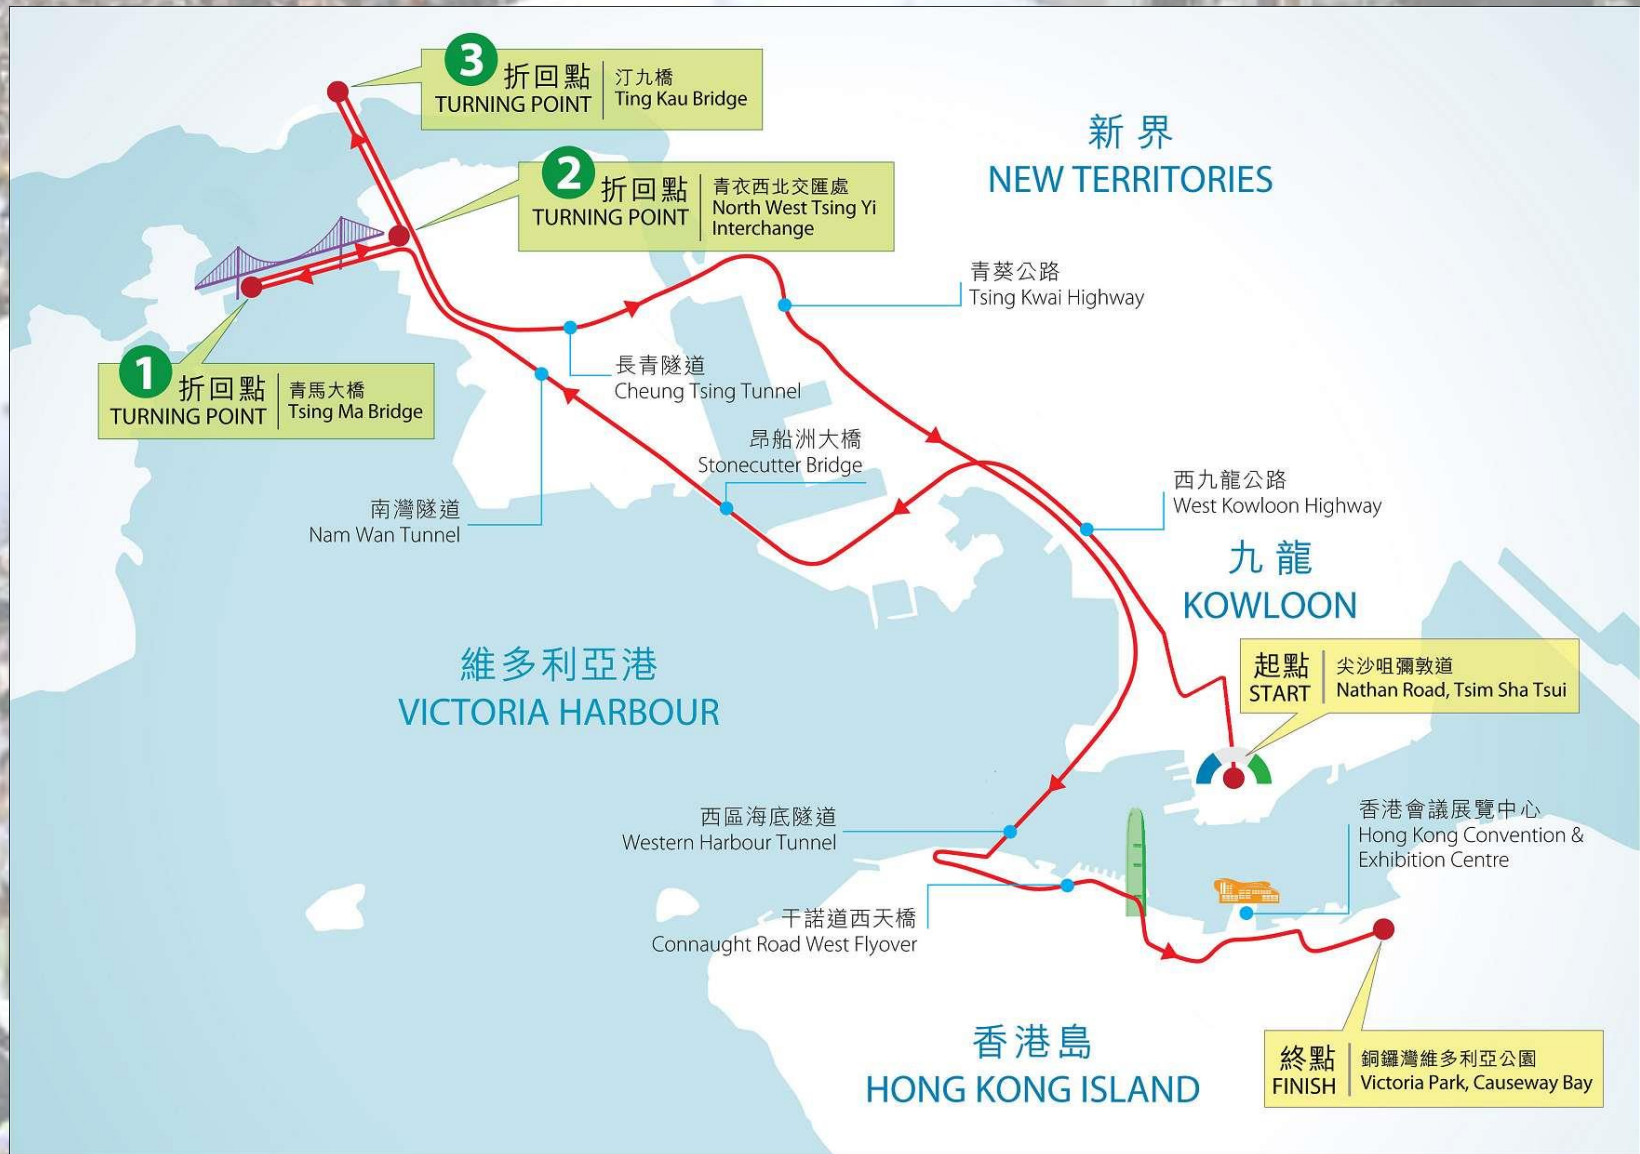 3
折回點
TURNING POINT
汀九橋
Ting Kau Bridge
2
折回點
TURNING POINT
青衣西北交匯處
North West Tsing Yi
Interchange
新界
NEW TERRITORIES
青葵公路
Tsing Kwai Highway
1
折回點
TURNING POINT
青馬大橋
Tsing Ma Bridge
長青隧道
Cheung Tsing Tunnel
昂船洲大橋
Stonecutter Bridge
南灣隧道
Nam Wan Tunnel
西九龍公路
West Kowloon Highway
九龍
KOWLOON
維多利亞港
VICTORIA HARBOUR
起點
START
尖沙咀彌敦道
Nathan Road, Tsim Sha Tsui
西區海底隧道
Western Harbour Tunnel
香港會議展覽中心
Hong Kong Convention &
Exhibition Centre
干諾道西天橋
Connaught Road West Flyover
香港島
HONG KONG ISLAND
終點
FINISH
銅鑼灣維多利亞公園
Victoria Park, Causeway Bay